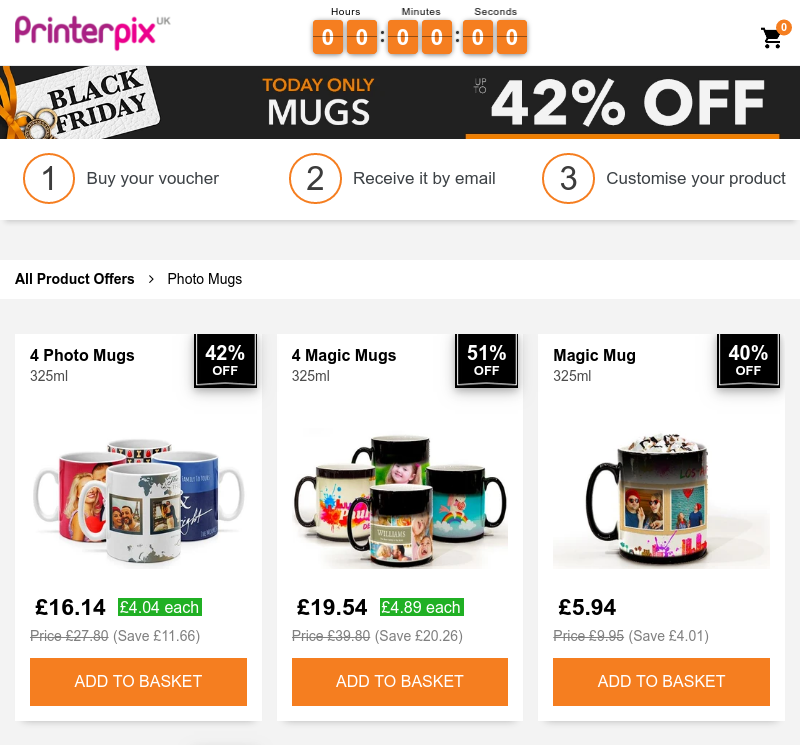 Printerpix UK
Hours Minutes Seconds
0 0 : 0 0 : 0 0
0
BLACK
FRIDAY
TODAY ONLY
MUGS
UP
TO
42% OFF
1 Buy your voucher
2 Receive it by email
3 Customise your product
All Product Offers > Photo Mugs
4 Photo Mugs
325ml
42%
OFF
£16.14 £4.04 each
Price £27.80 (Save £11.66)
ADD TO BASKET
4 Magic Mugs
325ml
51%
OFF
WILLIAMS
£19.54 £4.89 each
Price £39.80 (Save £20.26)
ADD TO BASKET
Magic Mug
325ml
40%
OFF
£5.94
Price £9.95 (Save £4.01)
ADD TO BASKET